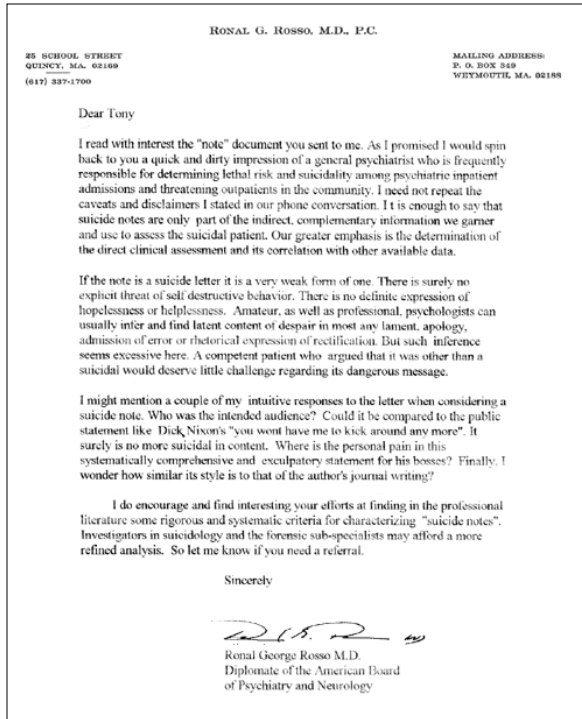 RONAL G. ROSSO, M.D., P.C.
25 SCHOOL STREET
QUINCY, MA. 02169
(617) 337-1700
MAILING ADDRESS:
P. O. BOX 349
WEYMOUTH, MA. 02188
Dear Tony
I read with interest the "note" document you sent to me. As I promised I would spin
back to you a quick and dirty impression of a general psychiatrist who is frequently
responsible for determining lethal risk and suicidality among psychiatric inpatient
admissions and threatening outpatients in the community. I need not repeat the
caveats and disclaimers I stated in our phone conversation. I t is enough to say that
suicide notes are only part of the indirect, complementary information we garner
and use to assess the suicidal patient. Our greater emphasis is the determination of
the direct clinical assessment and its correlation with other available data.
If the note is a suicide letter it is a very weak form of one. There is surely no
explicit threat of self destructive behavior. There is no definite expression of
hopelessness or helplessness. Amateur, as well as professional, psychologists can
usually infer and find latent content of despair in most any lament, apology,
admission of error or rhetorical expression of rectification. But such inference
seems excessive here. A competent patient who argued that it was other than a
suicidal would deserve little challenge regarding its dangerous message.
I might mention a couple of my intuitive responses to the letter when considering a
suicide note. Who was the intended audience? Could it be compared to the public
statement like Dick Nixon's "you wont have me to kick around any more". It
surely is no more suicidal in content. Where is the personal pain in this
systematically comprehensive and exculpatory statement for his bosses? Finally. I
wonder how similar its style is to that of the author's journal writing?
I do encourage and find interesting your efforts at finding in the professional
literature some rigorous and systematic criteria for characterizing "suicide notes".
Investigators in suicidology and the forensic sub-specialists may afford a more
refined analysis. So let me know if you need a referral.
Sincerely
Ronal George Rosso M.D.
Diplomate of the American Board
of Psychiatry and Neurology